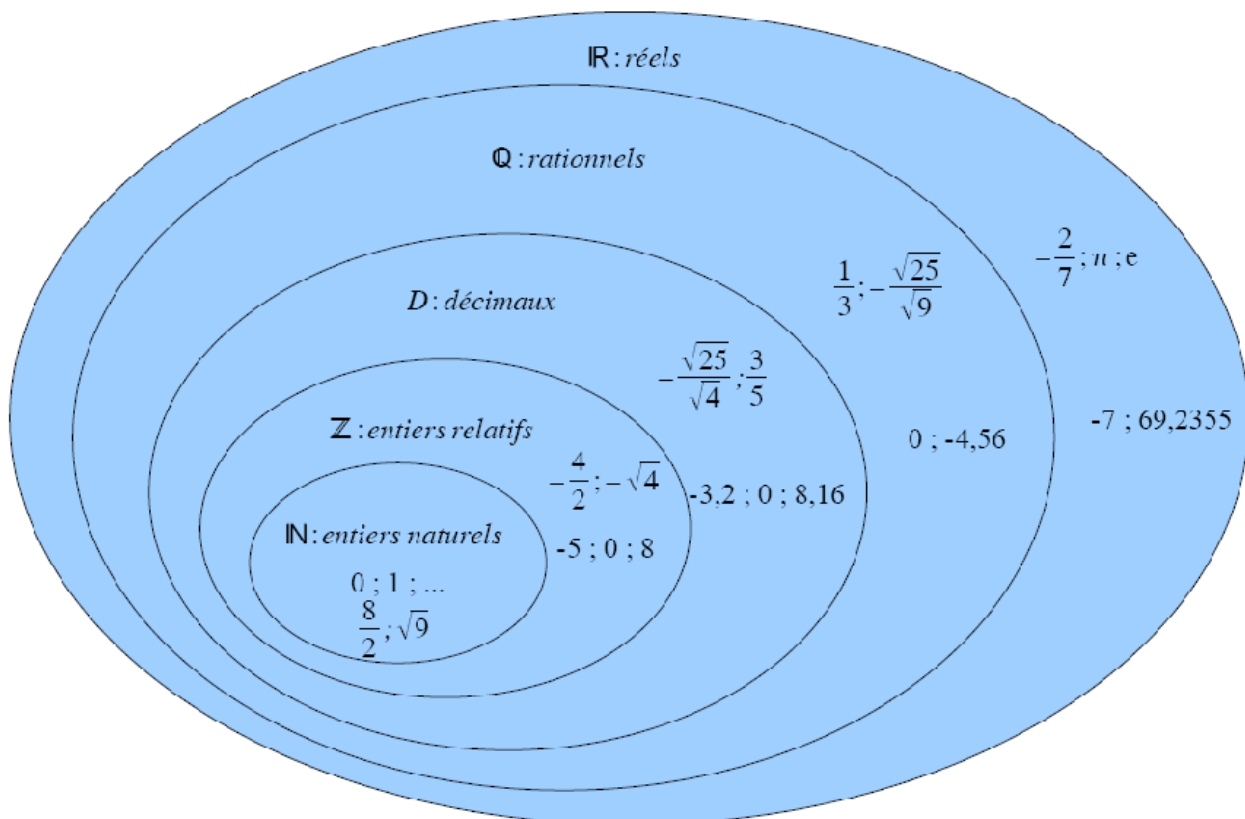 ℝ : réels
ℚ : rationnels
-2/7 ; π ; e
1/3 ; -√25/√9
D : décimaux
-√25/√4 ; 3/5
-7 ; 69,2355
ℤ : entiers relatifs
0 ; -4,56
-4/2 ; -√4
-3,2 ; 0 ; 8,16
ℕ : entiers naturels
-5 ; 0 ; 8
0 ; 1 ; ...
8/2 ; √9